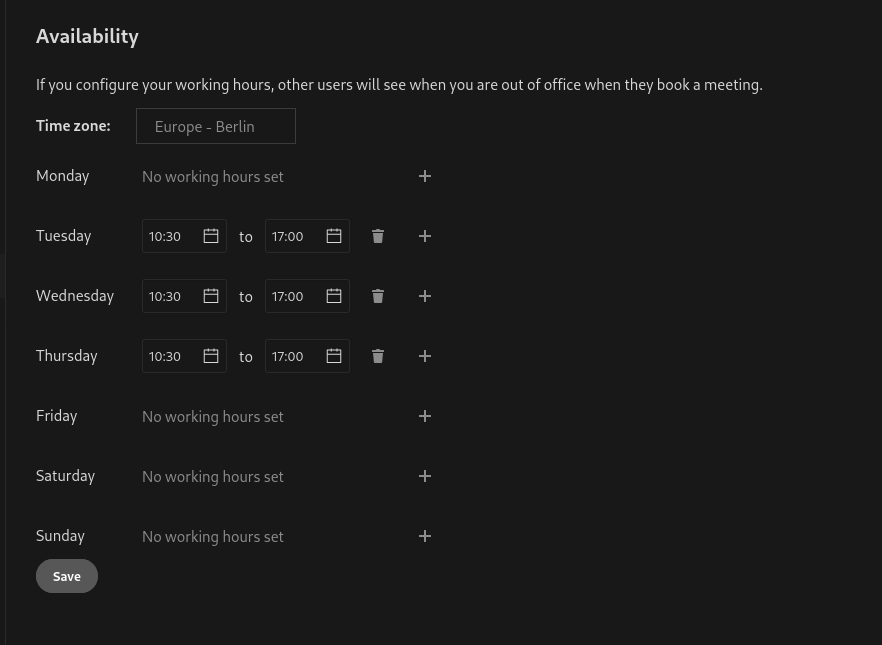 Availability
If you configure your working hours, other users will see when you are out of office when they book a meeting.
Time zone: Europe - Berlin
Monday No working hours set
Tuesday 10:30 to 17:00
Wednesday 10:30 to 17:00
Thursday 10:30 to 17:00
Friday No working hours set
Saturday No working hours set
Sunday No working hours set
Save